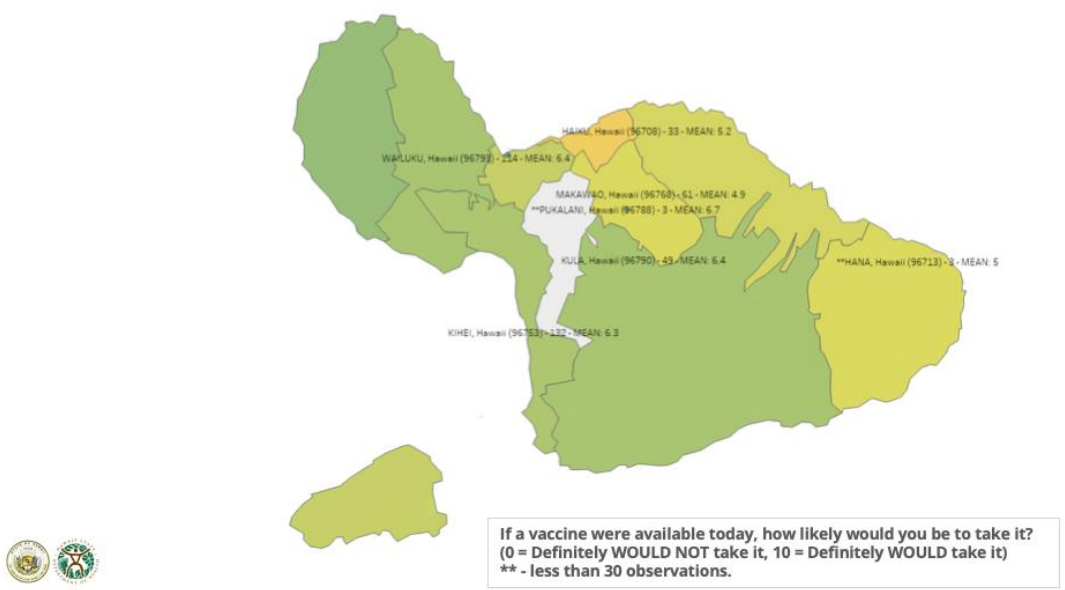 HAIKU, Hawaii (96708) - 33 - MEAN: 5.2
WAILUKU, Hawaii (96793) - 214 - MEAN: 6.4
MAKAWAO, Hawaii (96768) - 61 - MEAN: 4.9
**PUKALANI, Hawaii (96788) - 3 - MEAN: 6.7
KULA, Hawaii (96790) - 49 - MEAN: 6.4
**HANA, Hawaii (96713) - 3 - MEAN: 5
KIHEI, Hawaii (96753) - 132 - MEAN: 6.3
If a vaccine were available today, how likely would you be to take it?
(0 = Definitely WOULD NOT take it, 10 = Definitely WOULD take it)
** - less than 30 observations.